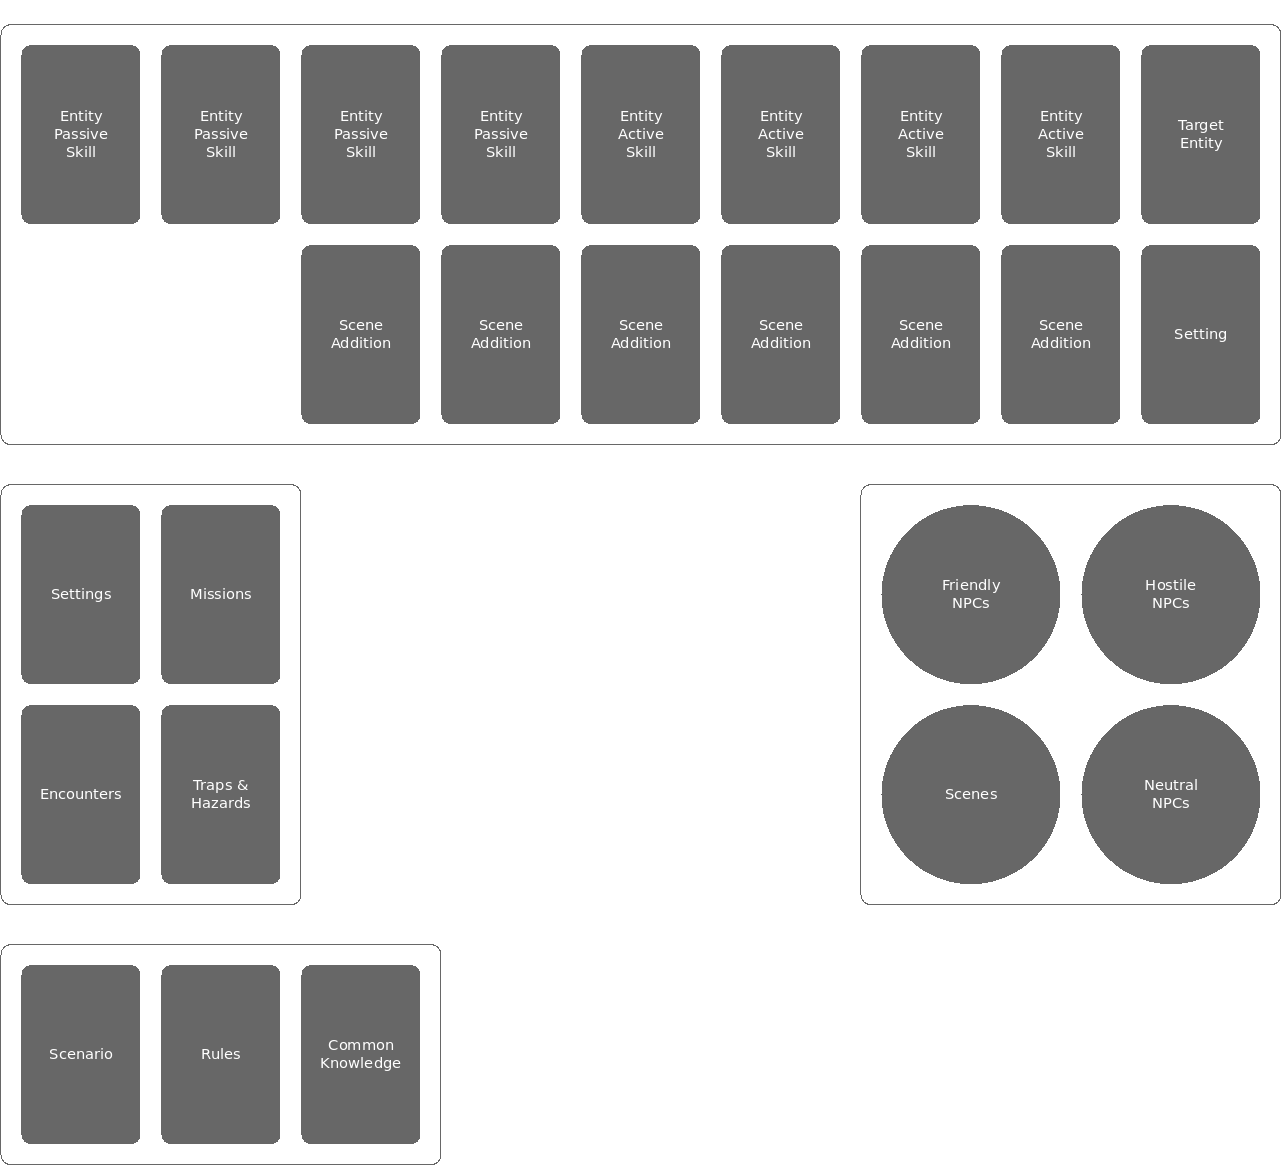 Entity
Passive
Skill
Entity
Passive
Skill
Entity
Passive
Skill
Entity
Passive
Skill
Entity
Active
Skill
Entity
Active
Skill
Entity
Active
Skill
Entity
Active
Skill
Target
Entity
Scene
Addition
Scene
Addition
Scene
Addition
Scene
Addition
Scene
Addition
Scene
Addition
Setting
Settings
Missions
Encounters
Traps &
Hazards
Friendly
NPCs
Hostile
NPCs
Scenes
Neutral
NPCs
Scenario
Rules
Common
Knowledge